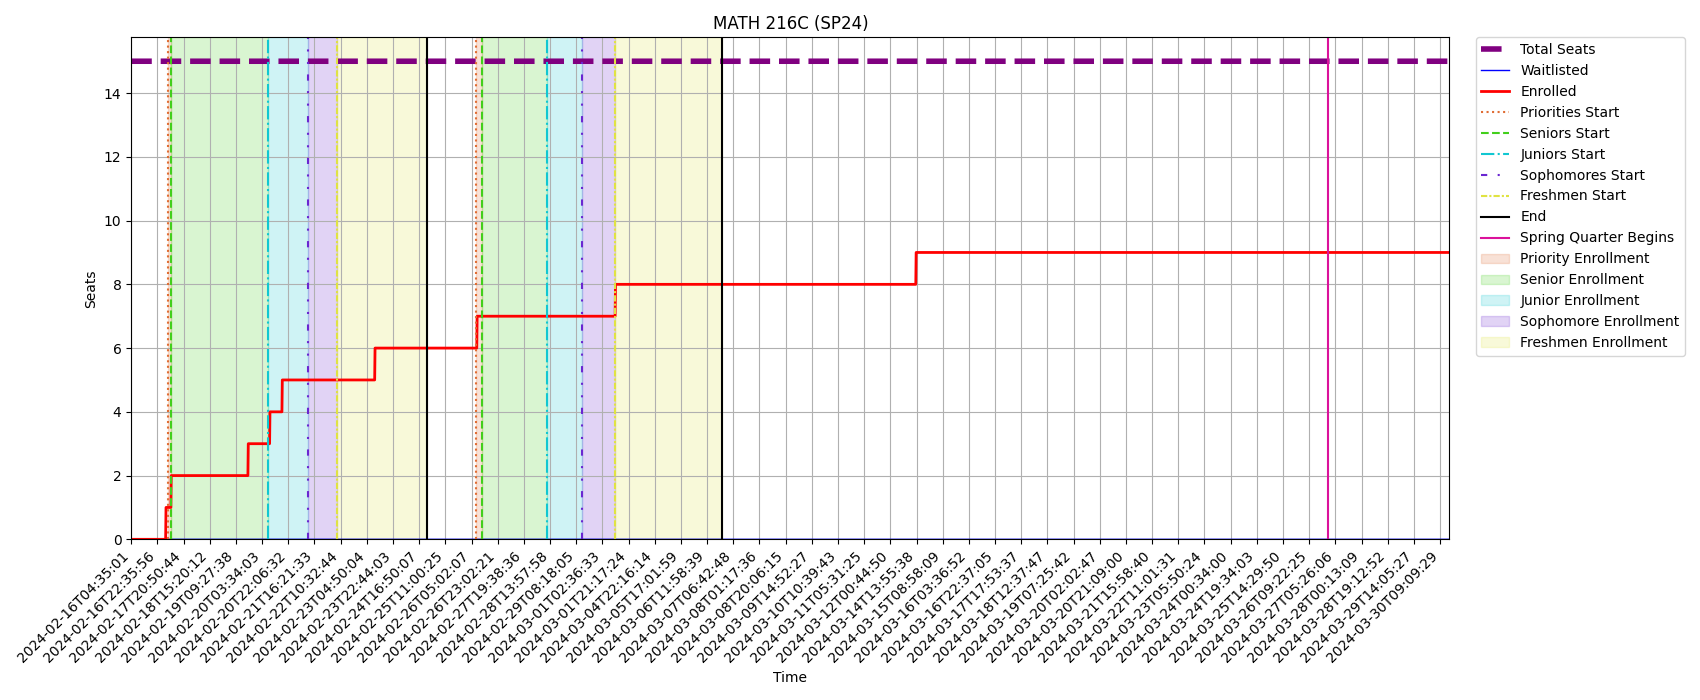 MATH 216C (SP24)
Seats
14
12
10
8
6
4
2
0
2024-02-16T04:35:01
2024-02-16T22:35:56
2024-02-17T20:50:44
2024-02-18T15:20:12
2024-02-19T09:27:38
2024-02-20T03:34:03
2024-02-20T22:06:32
2024-02-21T16:21:33
2024-02-22T10:32:44
2024-02-23T04:50:04
2024-02-23T22:44:03
2024-02-24T16:50:07
2024-02-25T11:00:25
2024-02-26T05:02:07
2024-02-26T23:02:21
2024-02-27T19:38:36
2024-02-28T13:57:58
2024-02-29T08:18:05
2024-03-01T02:36:33
2024-03-01T21:17:24
2024-03-04T22:16:14
2024-03-05T17:01:59
2024-03-06T11:58:39
2024-03-07T06:42:48
2024-03-08T01:17:36
2024-03-08T20:06:15
2024-03-09T14:52:27
2024-03-10T10:39:43
2024-03-11T05:31:25
2024-03-12T00:44:50
2024-03-14T13:55:38
2024-03-15T08:58:09
2024-03-16T03:36:52
2024-03-16T22:37:05
2024-03-17T17:53:37
2024-03-18T12:37:47
2024-03-19T07:25:42
2024-03-20T02:02:47
2024-03-20T21:09:00
2024-03-21T15:58:40
2024-03-22T11:01:31
2024-03-23T05:50:24
2024-03-24T00:34:00
2024-03-24T19:34:03
2024-03-25T14:29:50
2024-03-26T09:22:25
2024-03-27T05:26:06
2024-03-28T00:13:09
2024-03-28T19:12:52
2024-03-29T14:05:27
2024-03-30T09:09:29
Time
Total Seats
Waitlisted
Enrolled
Priorities Start
Seniors Start
Juniors Start
Sophomores Start
Freshmen Start
End
Spring Quarter Begins
Priority Enrollment
Senior Enrollment
Junior Enrollment
Sophomore Enrollment
Freshmen Enrollment